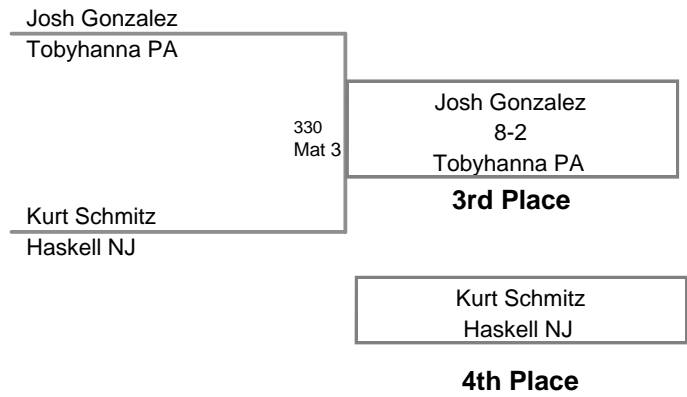 Josh Gonzalez
Tobyhanna PA
330
Mat 3
Josh Gonzalez
8-2
Tobyhanna PA
3rd Place
Kurt Schmitz
Haskell NJ
Kurt Schmitz
Haskell NJ
4th Place